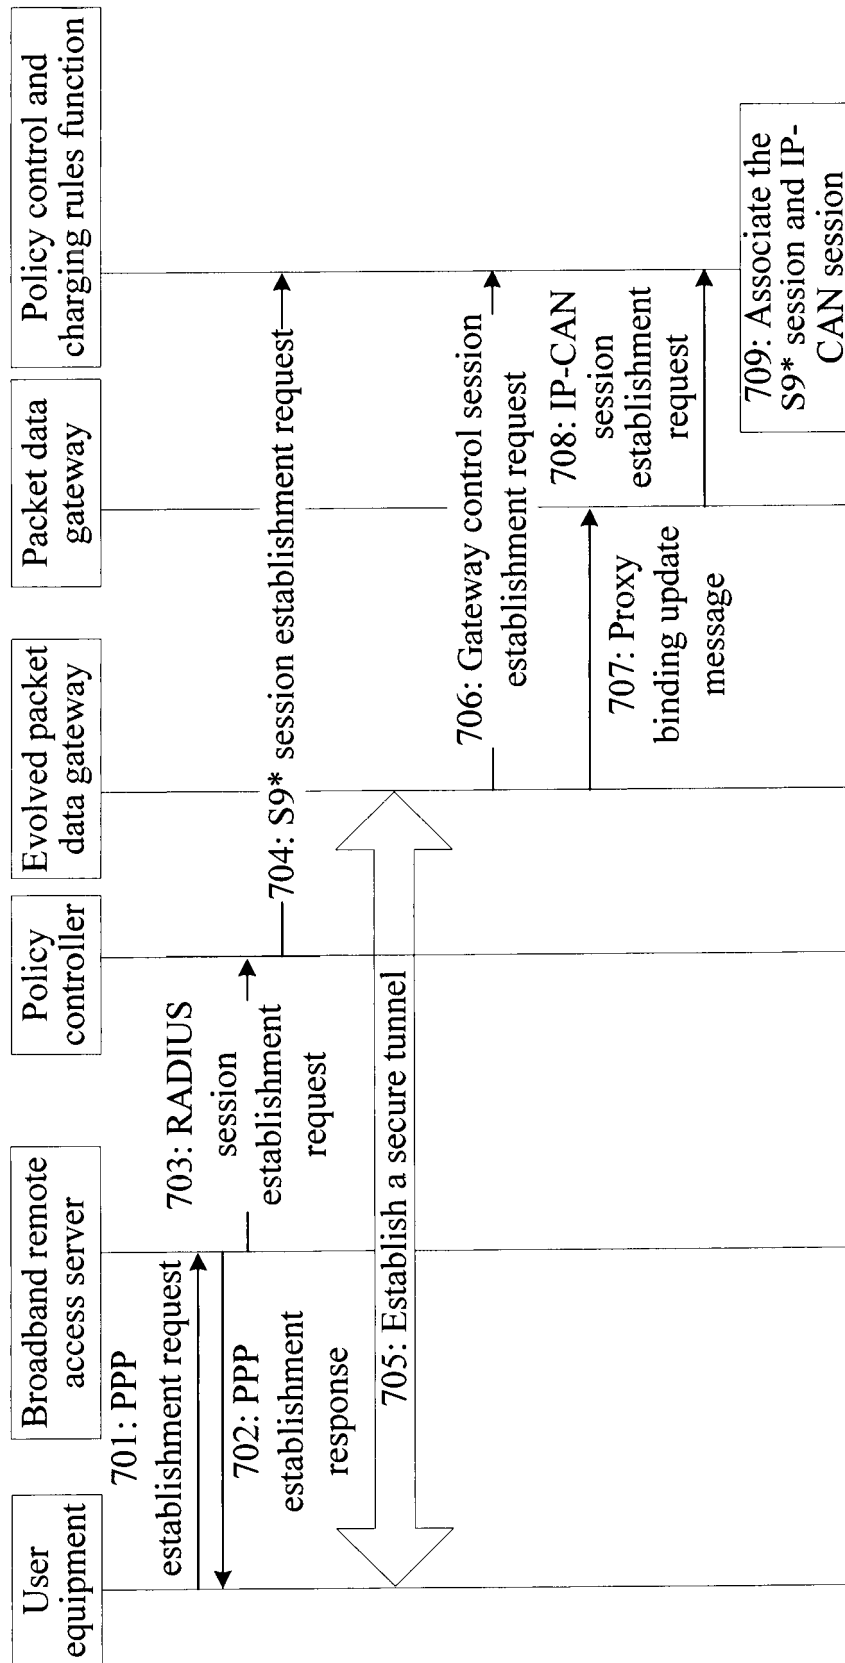 User
equipment
Broadband remote
access server
Policy
controller
Evolved packet
data gateway
Packet data
gateway
Policy control and
charging rules function
701: PPP
establishment request
702: PPP
establishment
response
703: RADIUS
session
establishment
request
704: S9* session establishment request
705: Establish a secure tunnel
706: Gateway control session
establishment request
707: Proxy
binding update
message
708: IP-CAN
session
establishment
request
709: Associate the
S9* session and IP-
CAN session